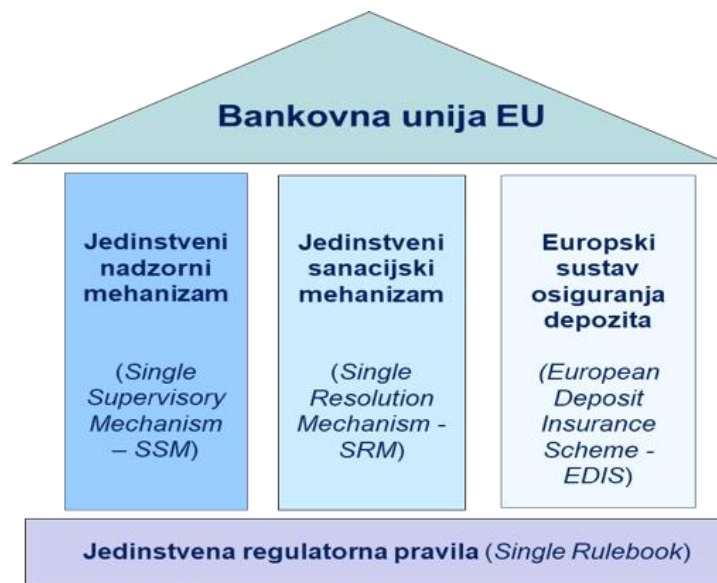 Bankovna unija EU
Jedinstveni
nadzorni
mehanizam
(Single
Supervisory
Mechanism
– SSM)
Jedinstveni
sanacijski
mehanizam
(Single
Resolution
Mechanism -
SRM)
Europski
sustav
osiguranja
depozita
(European
Deposit
Insurance
Scheme -
EDIS)
Jedinstvena regulatorna pravila (Single Rulebook)